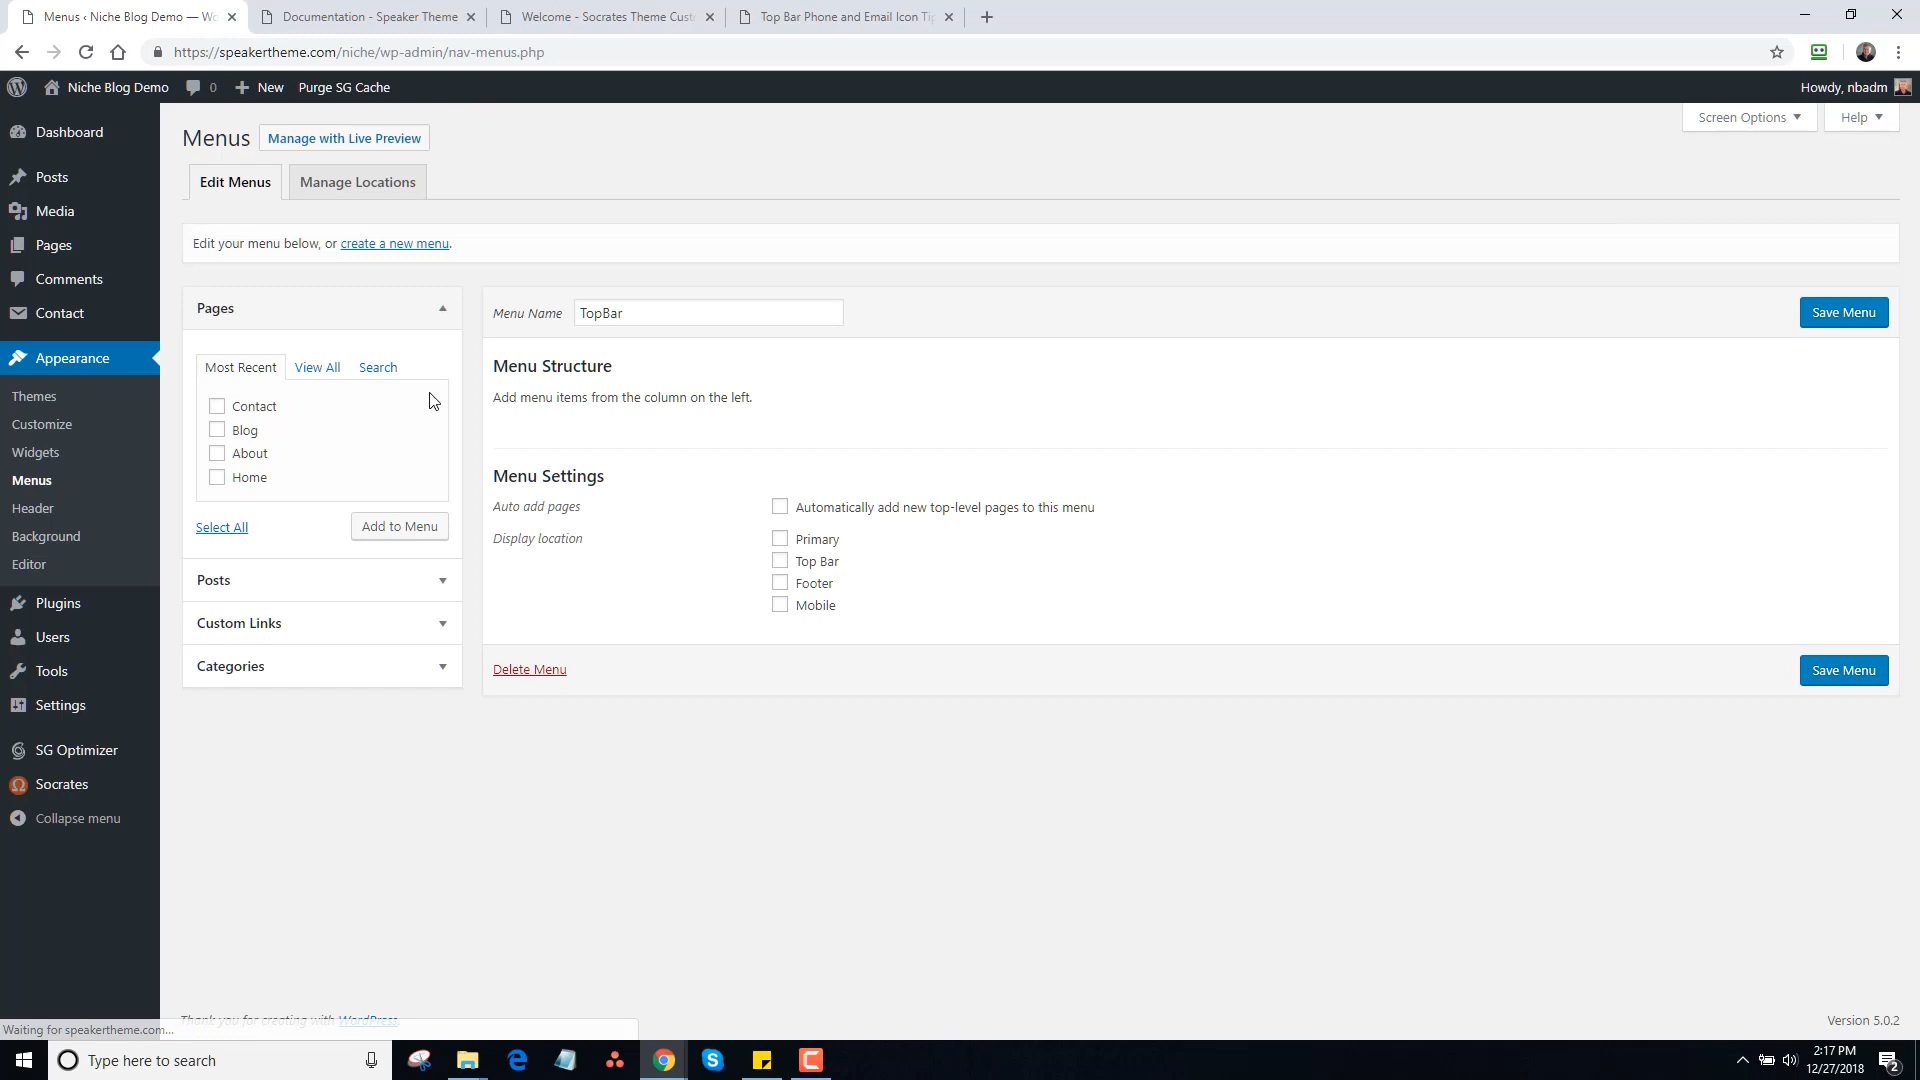 Menus ‹ Niche Blog Demo — Wo
Documentation - Speaker Theme
Welcome - Socrates Theme Cust
Top Bar Phone and Email Icon Ti
https://speakertheme.com/niche/wp-admin/nav-menus.php
Niche Blog Demo
0
New
Purge SG Cache
Howdy, nbadm
Dashboard
Posts
Media
Pages
Comments
Contact
Appearance
Themes
Customize
Widgets
Menus
Header
Background
Editor
Plugins
Users
Tools
Settings
SG Optimizer
Socrates
Collapse menu
Screen Options
Help
Menus
Manage with Live Preview
Edit Menus
Manage Locations
Edit your menu below, or create a new menu.
Pages
Most Recent
View All
Search
Contact
Blog
About
Home
Select All
Add to Menu
Posts
Custom Links
Categories
Menu Name
TopBar
Save Menu
Menu Structure
Add menu items from the column on the left.
Menu Settings
Auto add pages
Automatically add new top-level pages to this menu
Display location
Primary
Top Bar
Footer
Mobile
Delete Menu
Save Menu
Thank you for creating with WordPress.
Version 5.0.2
Waiting for speakertheme.com...
Type here to search
2:17 PM
12/27/2018
2